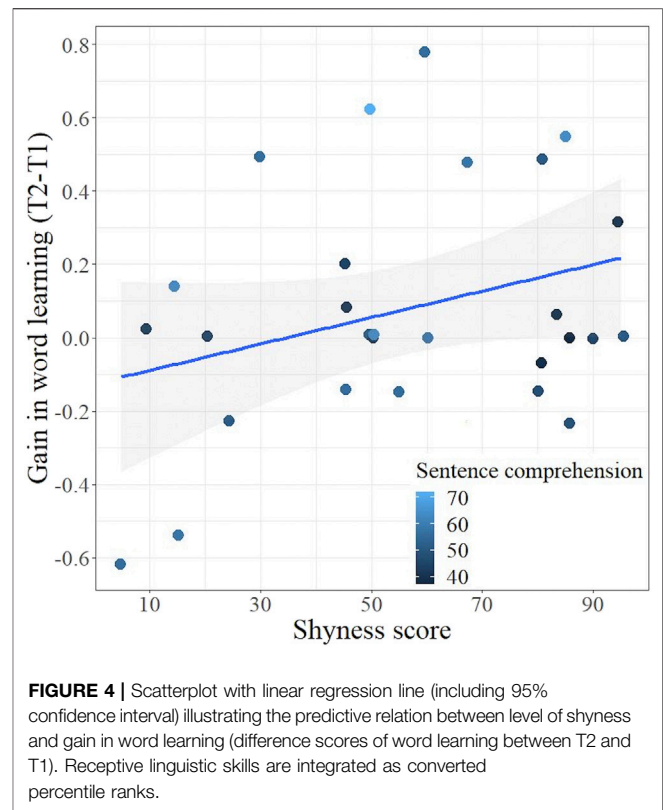 0.8
0.6
0.4
0.2
0.0
-0.2
-0.4
-0.6
Gain in word learning (T2-T1)
Sentence comprehension
70
60
50
40
10 30 50 70 90
Shyness score
FIGURE 4 | Scatterplot with linear regression line (including 95%
confidence interval) illustrating the predictive relation between level of shyness
and gain in word learning (difference scores of word learning between T2 and
T1). Receptive linguistic skills are integrated as converted
percentile ranks.